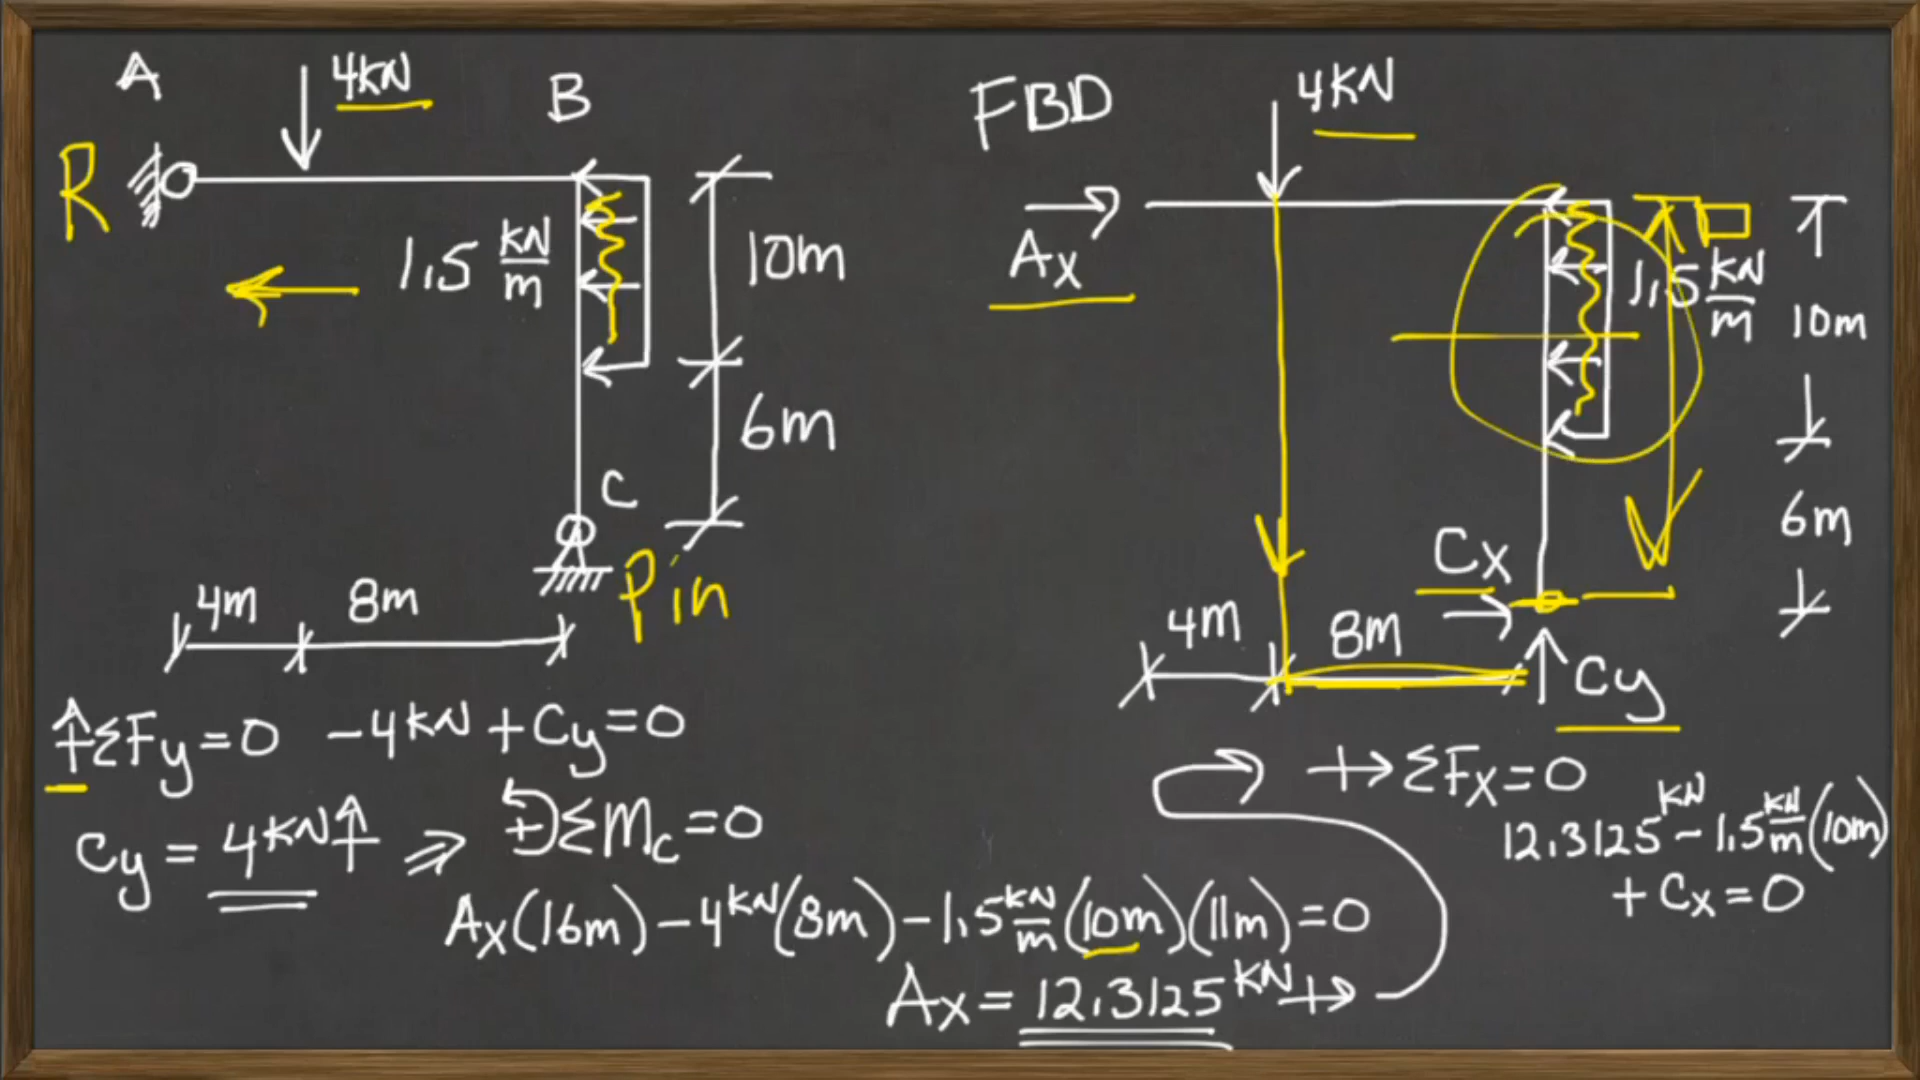 A
4KN
B
R
1.5 KN/m
10m
6m
C
Pin
4m
8m
FBD
4KN
Ax
1.5 KN/m
10m
6m
Cx
4m
8m
Cy
↑+ΣFy=0 -4KN+Cy=0
Cy = 4KN↑+ ⇒
↺+ΣMc=0
Ax(16m)-4KN(8m)-1.5KN/m(10m)(11m)=0
Ax = 12.3125KN +→
+→ΣFx=0
12.3125KN-1.5KN/m(10m)
+Cx=0